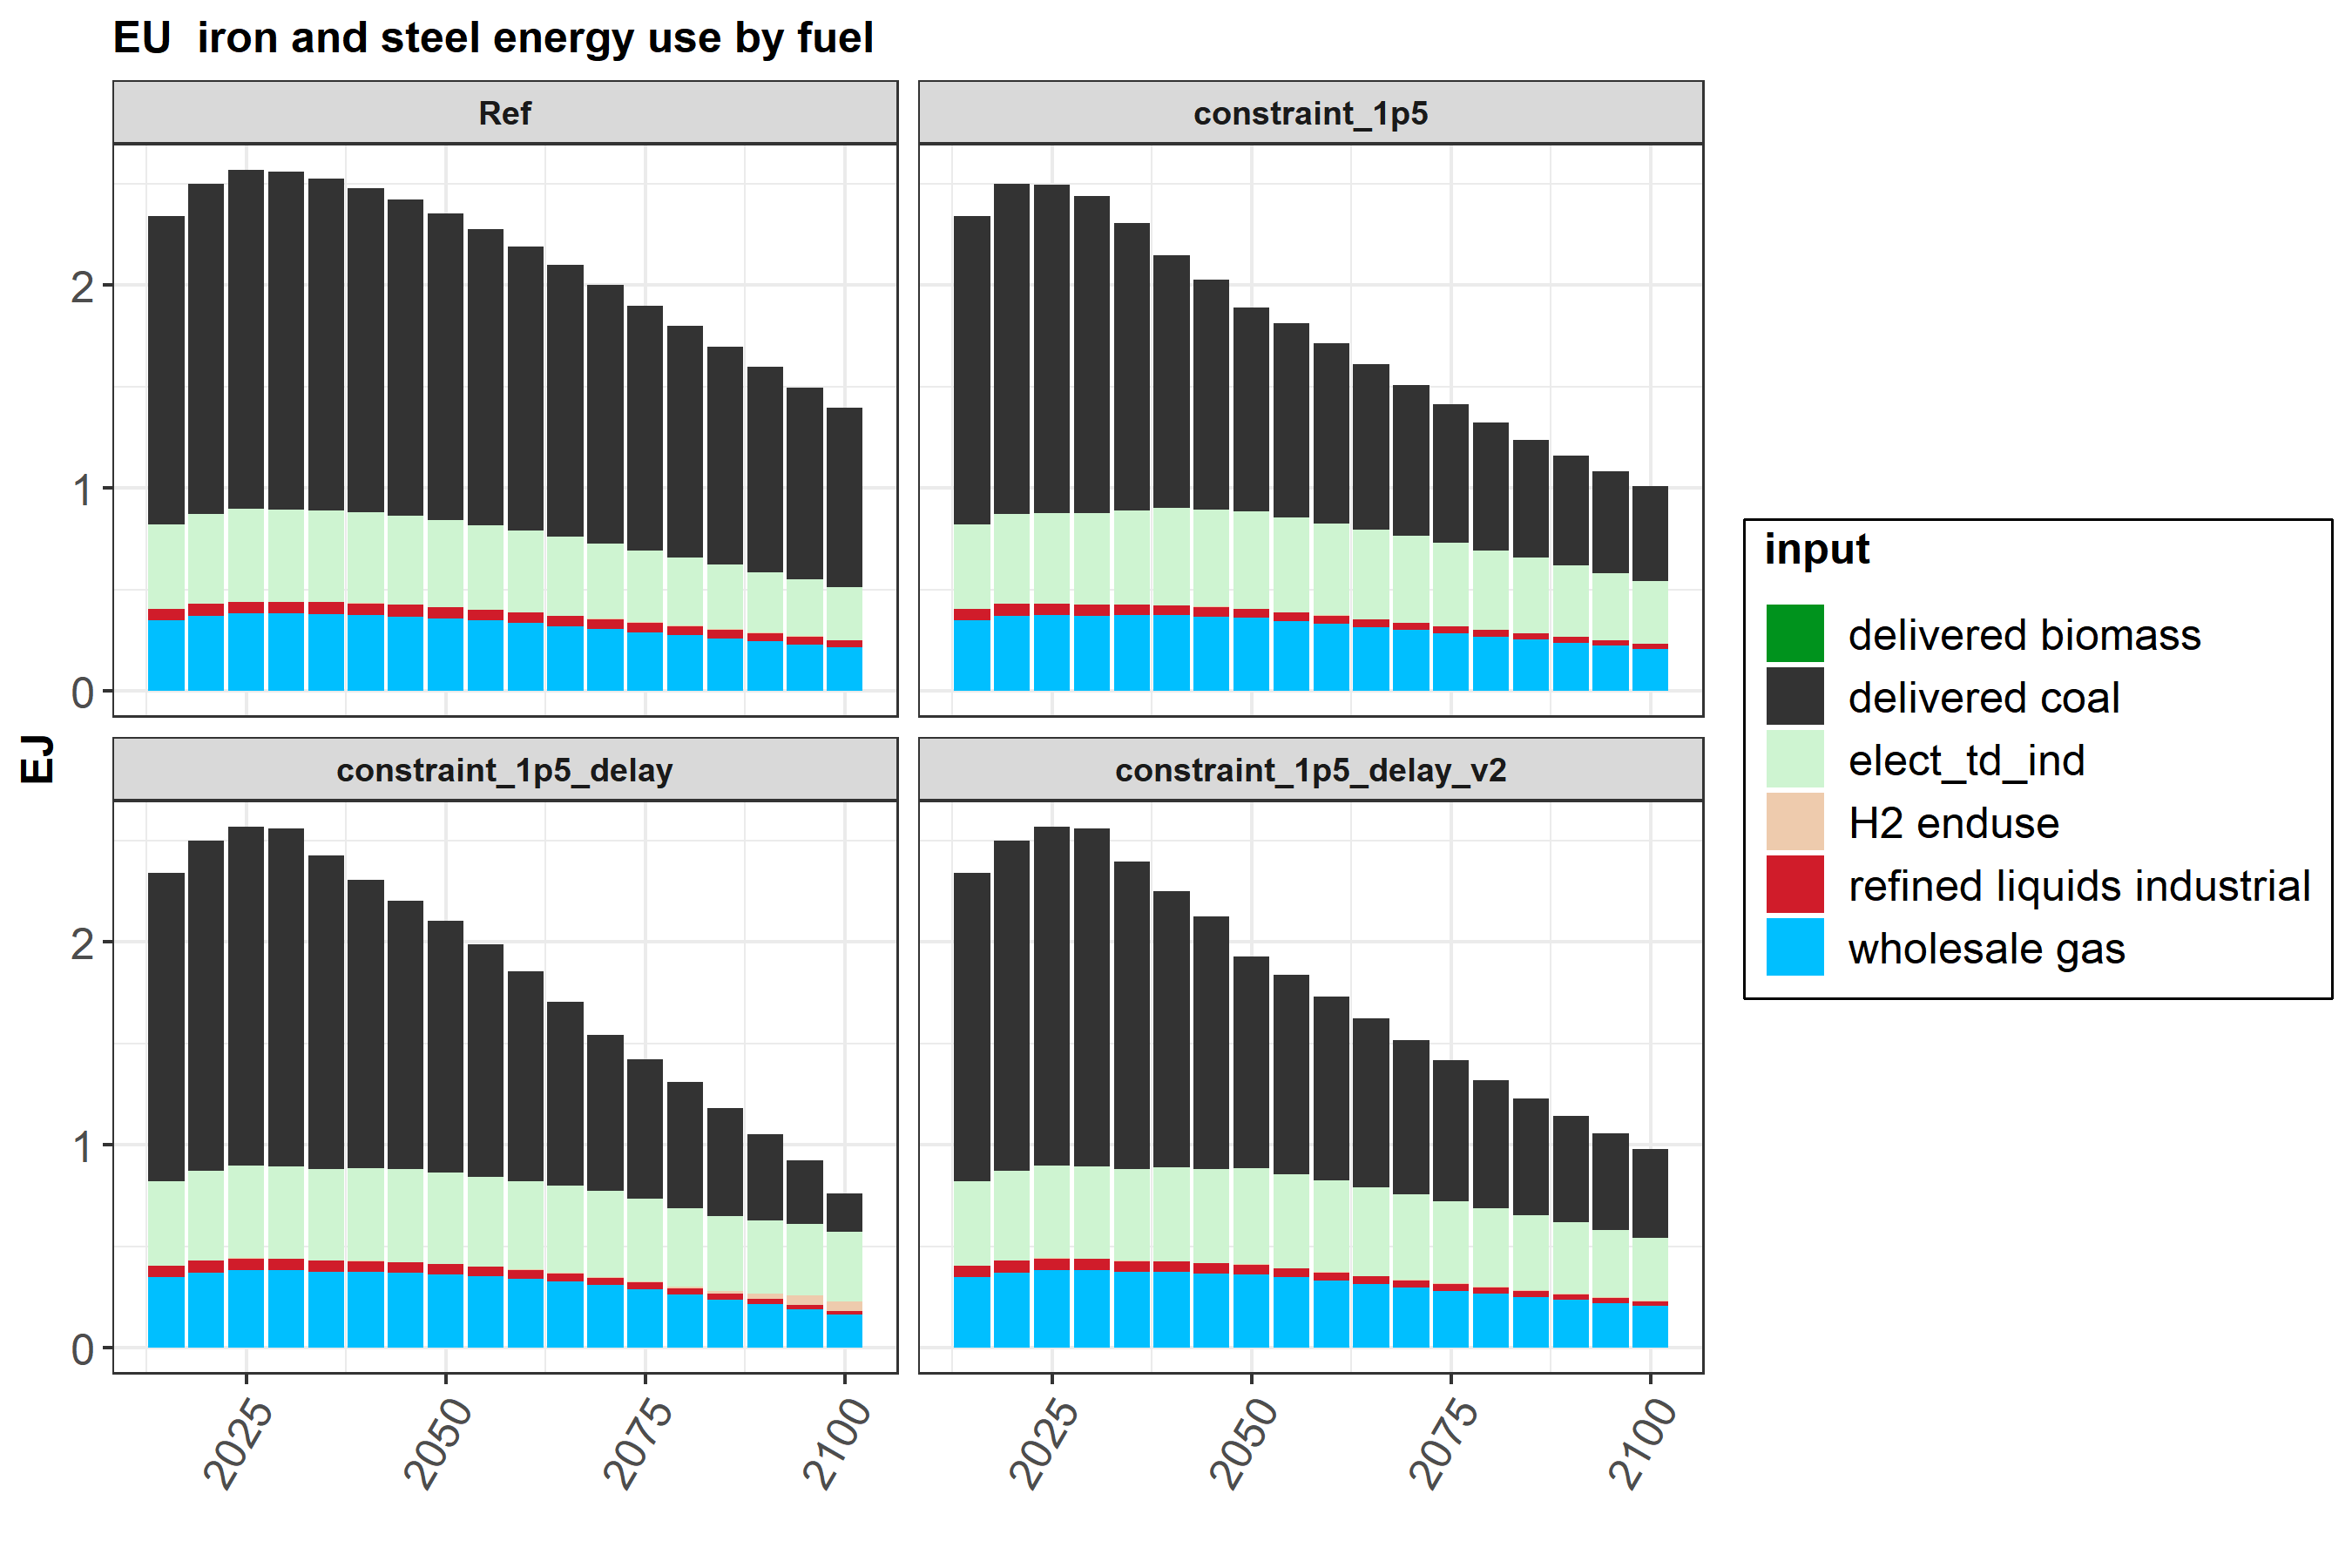 EU  iron and steel energy use by fuel
Ref
constraint_1p5
2
1
0
EJ
constraint_1p5_delay
constraint_1p5_delay_v2
2
1
0
2025
2050
2075
2100
2025
2050
2075
2100
input
delivered biomass
delivered coal
elect_td_ind
H2 enduse
refined liquids industrial
wholesale gas